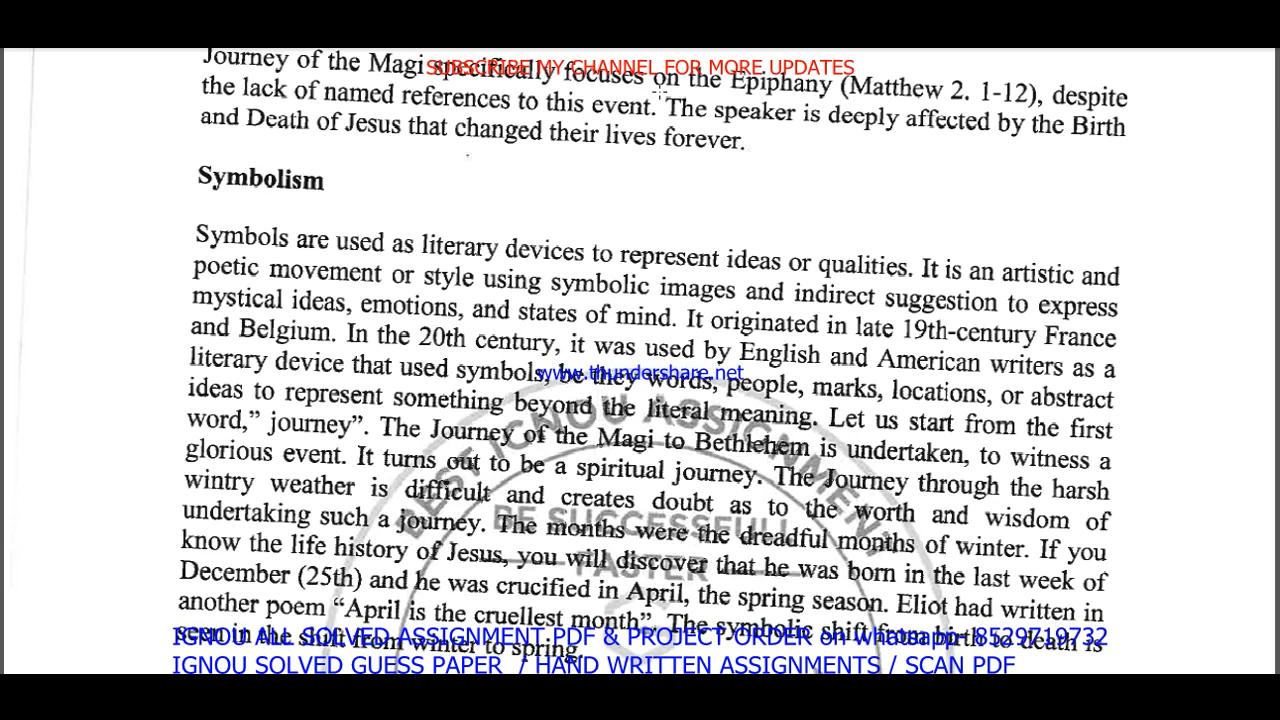 Journey of the Magi specifically focuses on the Epiphany (Matthew 2. 1-12), despite
SUBSCRIBE MY CHANNEL FOR MORE UPDATES
the lack of named references to this event. The speaker is deeply affected by the Birth
and Death of Jesus that changed their lives forever.
Symbolism
Symbols are used as literary devices to represent ideas or qualities. It is an artistic and
poetic movement or style using symbolic images and indirect suggestion to express
mystical ideas, emotions, and states of mind. It originated in late 19th-century France
and Belgium. In the 20th century, it was used by English and American writers as a
literary device that used symbols, be they words, people, marks, locations, or abstract
www.thundershare.net
ideas to represent something beyond the literal meaning. Let us start from the first
word,” journey”. The Journey of the Magi to Bethlehem is undertaken, to witness a
glorious event. It turns out to be a spiritual journey. The Journey through the harsh
wintry weather is difficult and creates doubt as to the worth and wisdom of
undertaking such a journey. The months were the dreadful months of winter. If you
know the life history of Jesus, you will discover that he was born in the last week of
December (25th) and he was crucified in April, the spring season. Eliot had written in
another poem “April is the cruellest month”. The symbolic shift from birth to death is
seen in the shift from winter to spring.
BEST IGNOU ASSIGNMENT
BE SUCCESSFULL
FASTER
IGNOU ALL SOLVED ASSIGNMENT PDF & PROJECT ORDER on whatsapp- 8529719732
IGNOU SOLVED GUESS PAPER / HAND WRITTEN ASSIGNMENTS / SCAN PDF